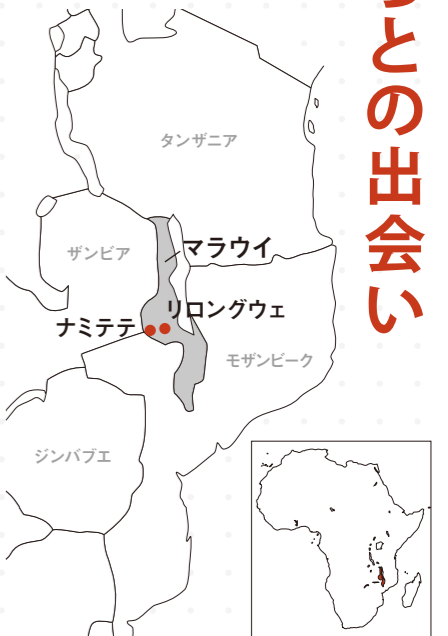 との出会い
タンザニア
ザンビア
マラウイ
リロングウェ
ナミテテ
モザンビーク
ジンバブエ